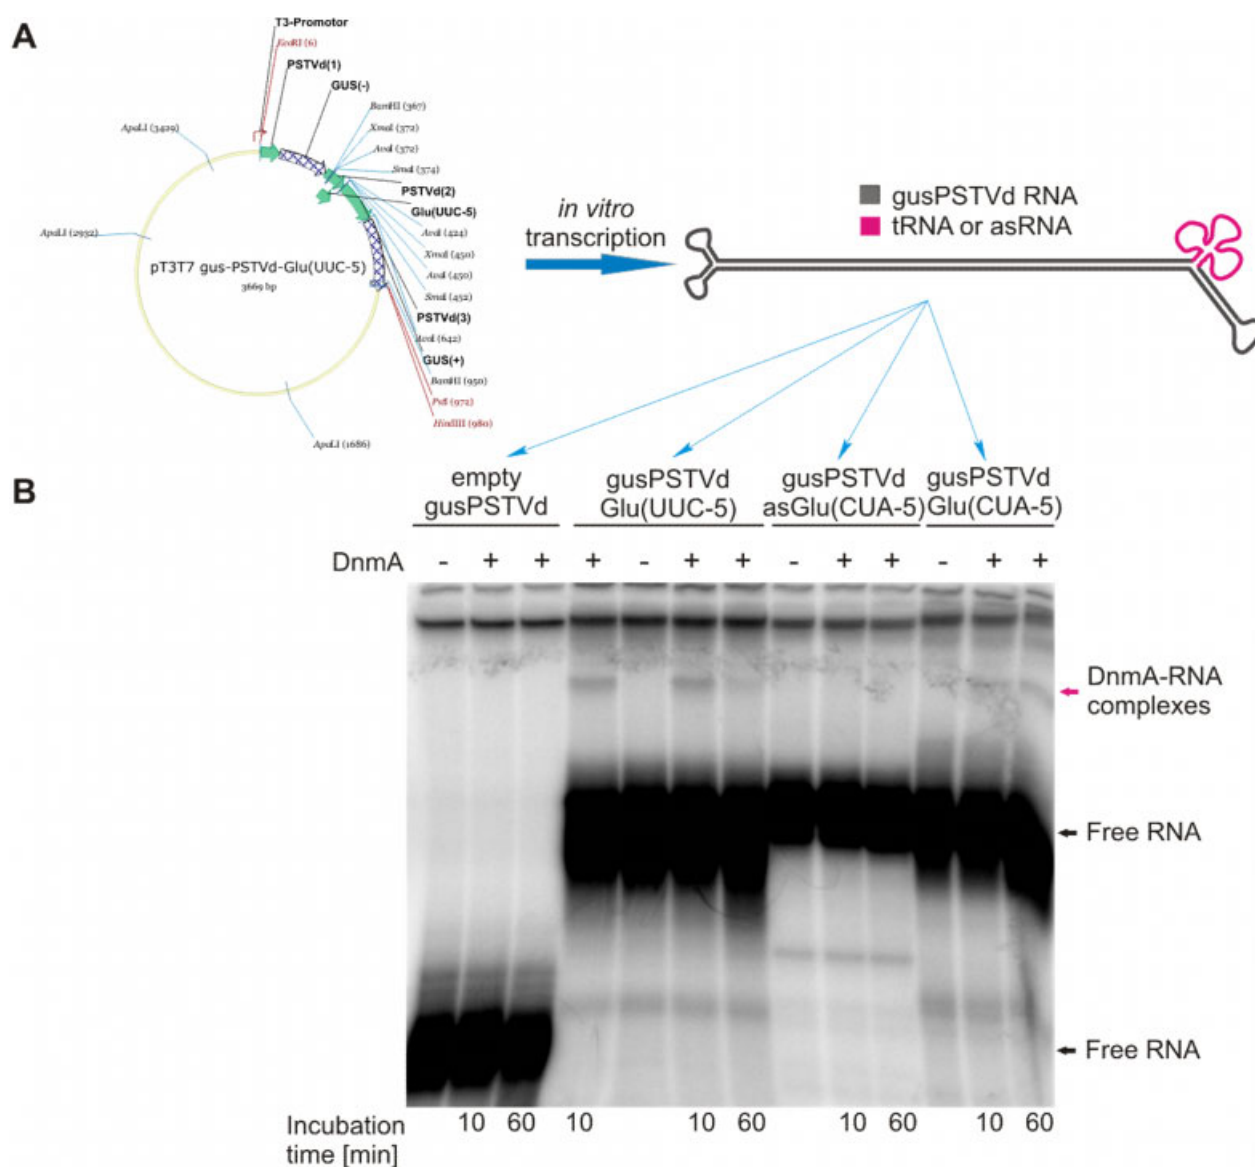 A
T3-Promotor
EcoRI (6)
PSTVd(1)
GUS(-)
BamHI (367)
XmaI (372)
AvaI (372)
SmaI (374)
PSTVd(2)
Glu(UUC-5)
AvaI (424)
XmaI (450)
AvaI (450)
SmaI (452)
PSTVd(3)
AvaI (642)
GUS(+)
BamHI (950)
PstI (972)
HindIII (980)
ApaLI (3429)
ApaLI (2932)
ApaLI (1686)
pT3T7 gus-PSTVd-Glu(UUC-5)
3669 bp
in vitro
transcription
gusPSTVd RNA
tRNA or asRNA
B
empty
gusPSTVd
gusPSTVd
Glu(UUC-5)
gusPSTVd
asGlu(CUA-5)
gusPSTVd
Glu(CUA-5)
DnmA - + + + - + + - + + - + +
DnmA-RNA
complexes
Free RNA
Free RNA
Incubation
time [min]
10 60 10 10 60 10 60 10 60